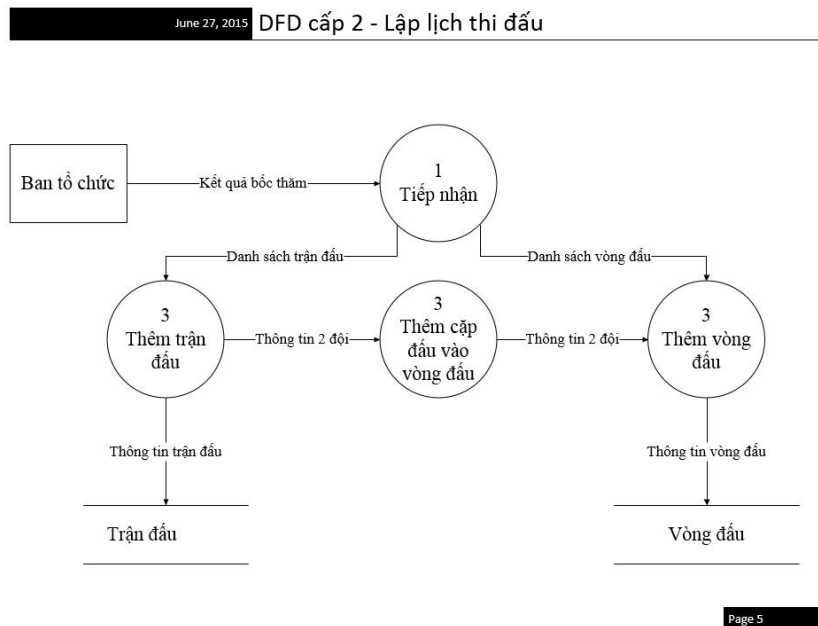 June 27, 2015 DFD cấp 2 - Lập lịch thi đấu
Ban tổ chức
Kết quả bốc thăm
1
Tiếp nhận
Danh sách trận đấu
Danh sách vòng đấu
3
Thêm trận
đấu
Thông tin 2 đội
3
Thêm cặp
đấu vào
vòng đấu
Thông tin 2 đội
3
Thêm vòng
đấu
Thông tin trận đấu
Thông tin vòng đấu
Trận đấu
Vòng đấu
Page 5